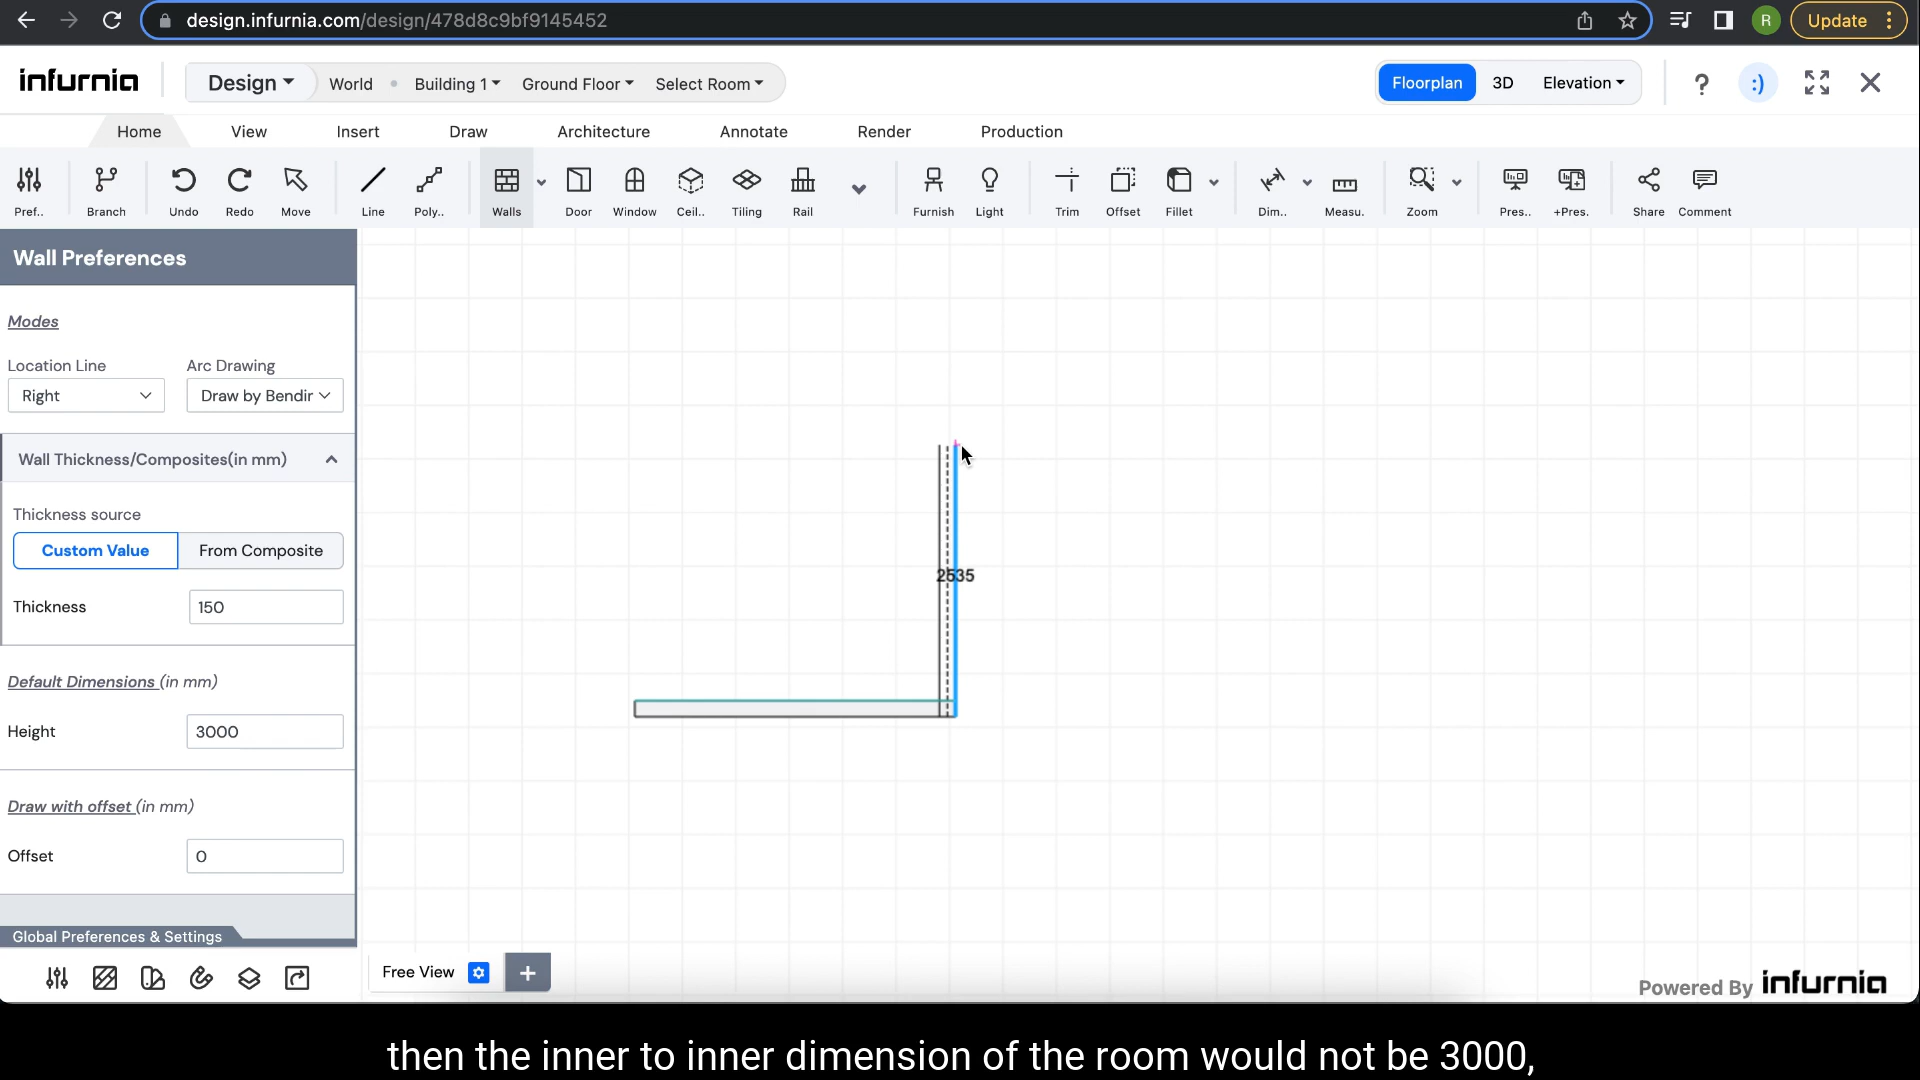 design.infurnia.com/design/478d8c9bf9145452
R
Update
infurnia
Design
World
Building 1
Ground Floor
Select Room
Floorplan
3D
Elevation
?
:)
Home
View
Insert
Draw
Architecture
Annotate
Render
Production
Pref..
Branch
Undo
Redo
Move
Line
Poly..
Walls
Door
Window
Ceil..
Tiling
Rail
Furnish
Light
Trim
Offset
Fillet
Dim..
Measu.
Zoom
Pres..
+Pres.
Share
Comment
Wall Preferences
Modes
Location Line
Arc Drawing
Right
Draw by Bendir
Wall Thickness/Composites(in mm)
Thickness source
Custom Value
From Composite
Thickness
150
Default Dimensions (in mm)
Height
3000
Draw with offset (in mm)
Offset
0
Global Preferences & Settings
2535
Free View
+
Powered By infurnia
then the inner to inner dimension of the room would not be 3000,